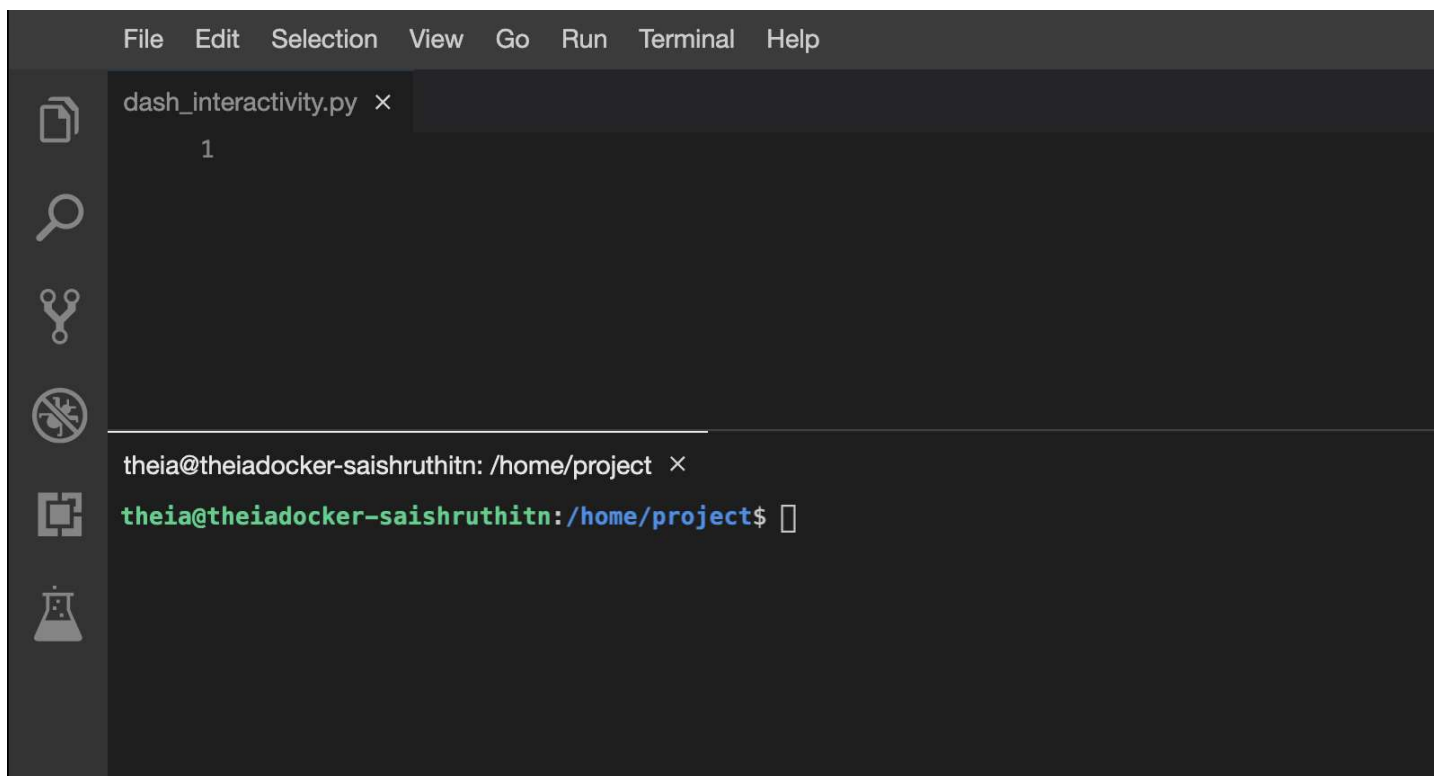 File Edit Selection View Go Run Terminal Help
dash_interactivity.py ×
1
theia@theiadocker-saishruthitn: /home/project ×
theia@theiadocker-saishruthitn:/home/project$